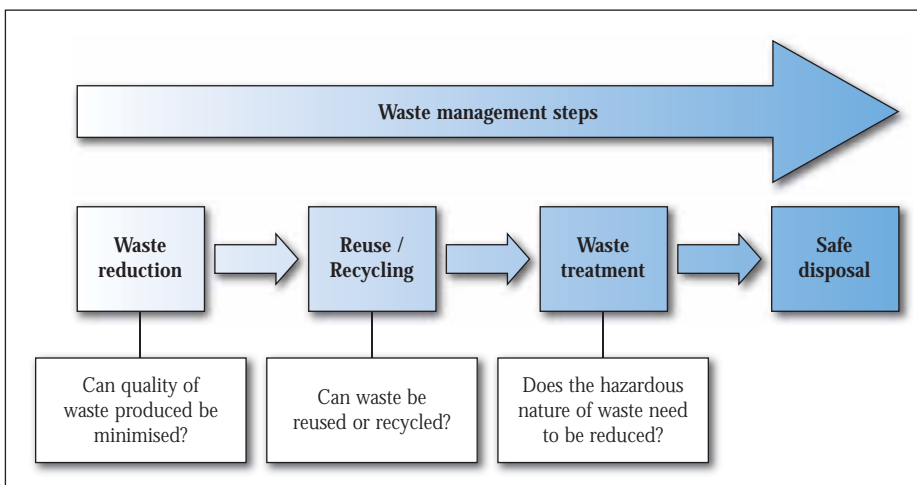 Waste management steps
Waste
reduction
Reuse /
Recycling
Waste
treatment
Safe
disposal
Can quality of
waste produced be
minimised?
Can waste be
reused or recycled?
Does the hazardous
nature of waste need
to be reduced?